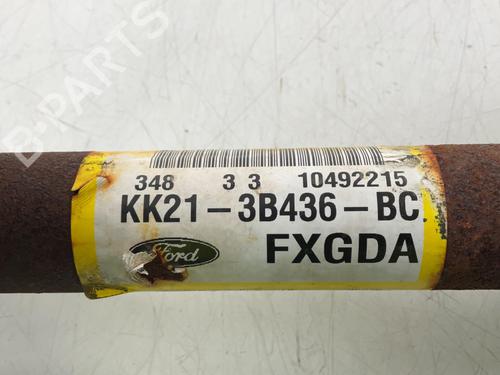 B-PARTS
348 3 3 10492215
KK21-3B436-BC
Ford FXGDA